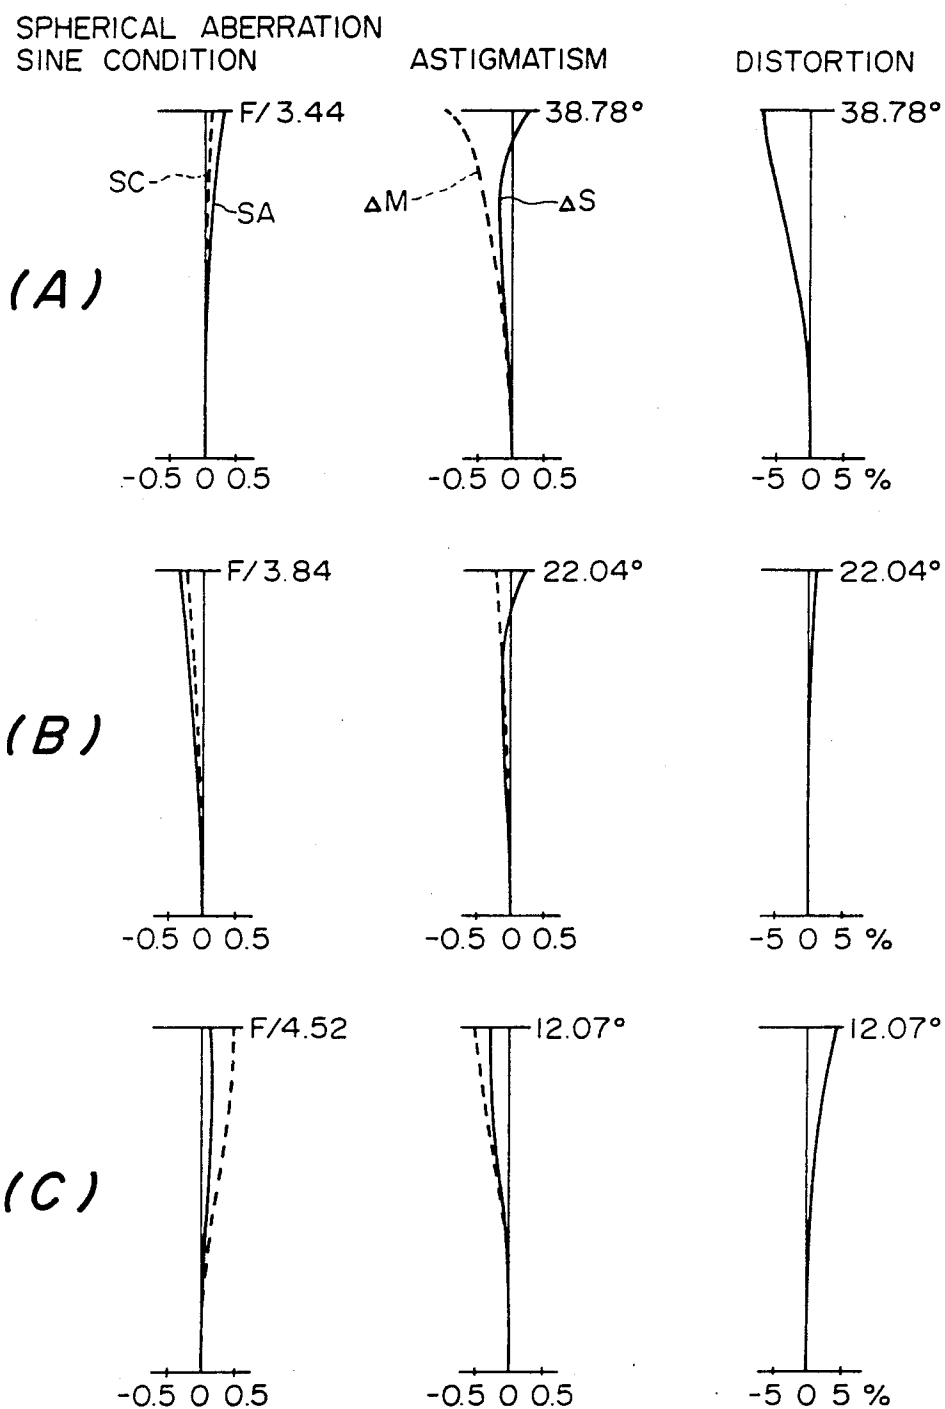 SPHERICAL ABERRATION
SINE CONDITION
ASTIGMATISM
DISTORTION
(A)
F/3.44
SC
SA
-0.5 0 0.5
38.78°
ΔM
ΔS
-0.5 0 0.5
38.78°
-5 0 5 %
(B)
F/3.84
-0.5 0 0.5
22.04°
-0.5 0 0.5
22.04°
-5 0 5 %
(C)
F/4.52
-0.5 0 0.5
12.07°
-0.5 0 0.5
12.07°
-5 0 5 %